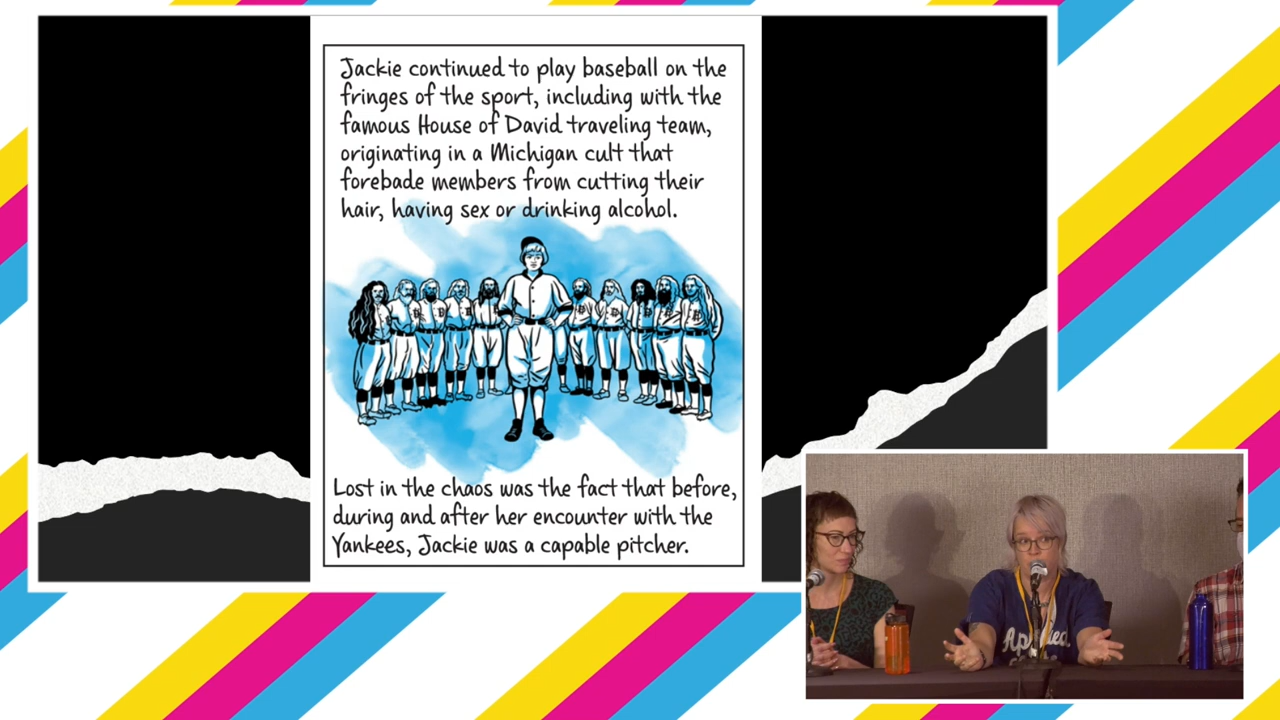 Jackie continued to play baseball on the
fringes of the sport, including with the
famous House of David traveling team,
originating in a Michigan cult that
forebade members from cutting their
hair, having sex or drinking alcohol.
Lost in the chaos was the fact that before,
during and after her encounter with the
Yankees, Jackie was a capable pitcher.